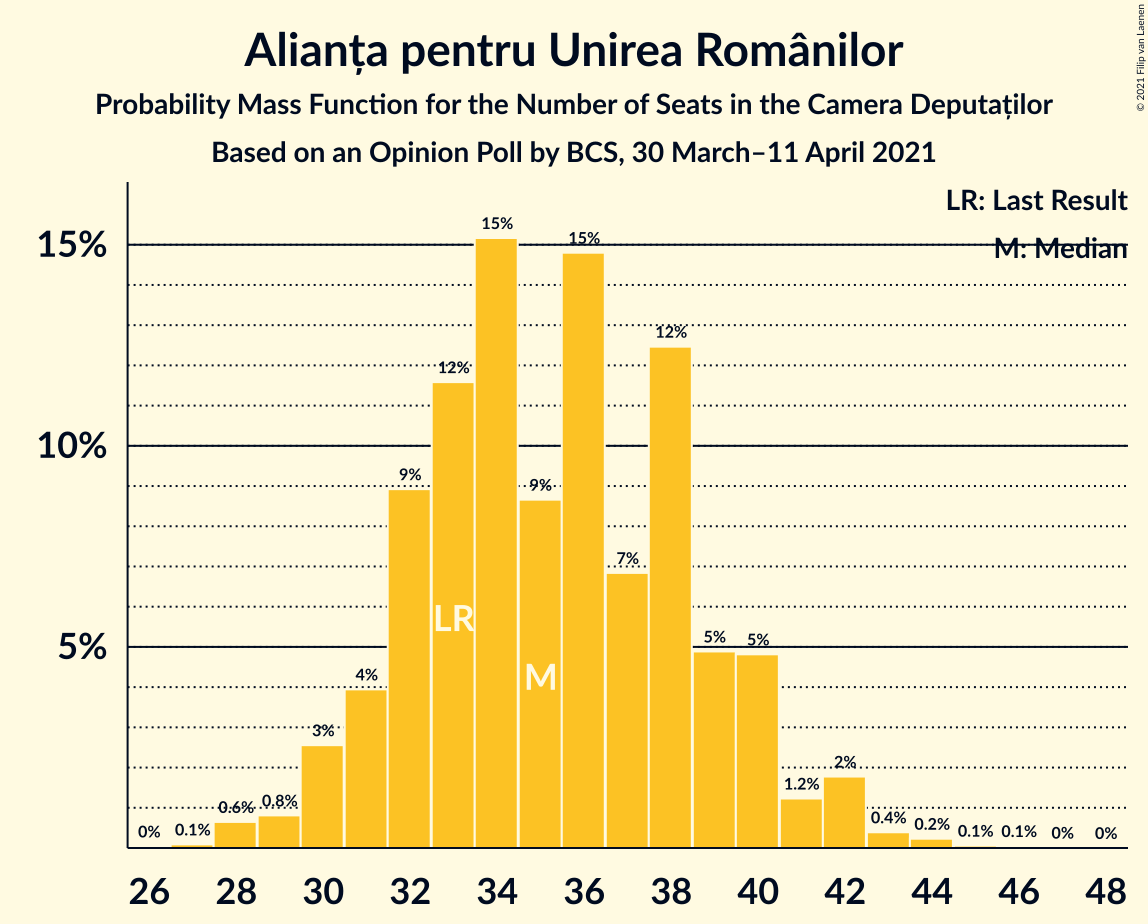 Alianța pentru Unirea Românilor
Probability Mass Function for the Number of Seats in the Camera Deputaților
Based on an Opinion Poll by BCS, 30 March–11 April 2021
© 2021 Filip van Laenen
LR: Last Result
M: Median
15%
10%
5%
0%
0.1%
0.6%
0.8%
3%
4%
9%
12%
15%
9%
15%
7%
12%
5%
5%
1.2%
2%
0.4%
0.2%
0.1%
0.1%
0%
0%
LR
M
26 28 30 32 34 36 38 40 42 44 46 48